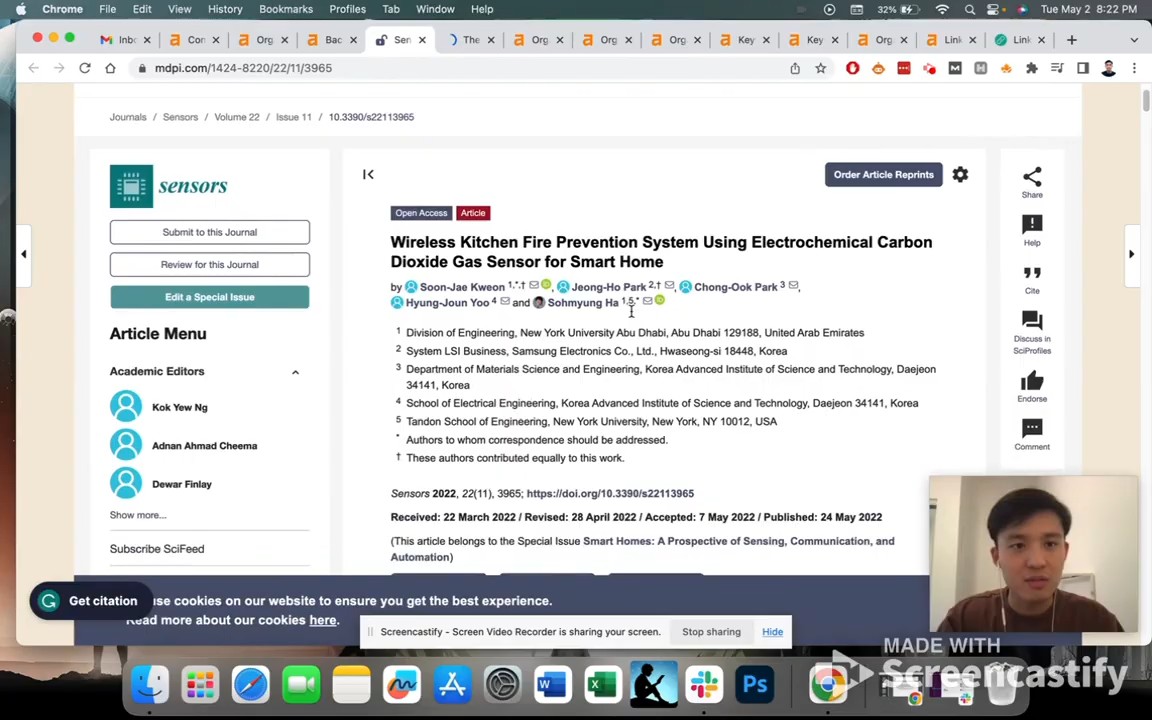 Chrome File Edit View History Bookmarks Profiles Tab Window Help 32% Tue May 2 8:22 PM
Inbo Con Org Bac Sen The Org Org Org Key Key Org Link Link
mdpi.com/1424-8220/22/11/3965
Journals / Sensors / Volume 22 / Issue 11 / 10.3390/s22113965
sensors
Submit to this Journal
Review for this Journal
Edit a Special Issue
Article Menu
Academic Editors
Kok Yew Ng
Adnan Ahmad Cheema
Dewar Finlay
Show more...
Subscribe SciFeed
Order Article Reprints
Open Access Article
Wireless Kitchen Fire Prevention System Using Electrochemical Carbon
Dioxide Gas Sensor for Smart Home
by Soon-Jae Kweon 1,*,† Jeong-Ho Park 2,† Chong-Ook Park 3
Hyung-Joun Yoo 4 and Sohmyung Ha 1,5,*
1 Division of Engineering, New York University Abu Dhabi, Abu Dhabi 129188, United Arab Emirates
2 System LSI Business, Samsung Electronics Co., Ltd., Hwaseong-si 18448, Korea
3 Department of Materials Science and Engineering, Korea Advanced Institute of Science and Technology, Daejeon
34141, Korea
4 School of Electrical Engineering, Korea Advanced Institute of Science and Technology, Daejeon 34141, Korea
5 Tandon School of Engineering, New York University, New York, NY 10012, USA
* Authors to whom correspondence should be addressed.
† These authors contributed equally to this work.
Sensors 2022, 22(11), 3965; https://doi.org/10.3390/s22113965
Received: 22 March 2022 / Revised: 28 April 2022 / Accepted: 7 May 2022 / Published: 24 May 2022
(This article belongs to the Special Issue Smart Homes: A Prospective of Sensing, Communication, and
Automation)
Share
Help
Cite
Discuss in
SciProfiles
Endorse
Comment
Get citation
use cookies on our website to ensure you get the best experience.
Read more about our cookies here.
Screencastify - Screen Video Recorder is sharing your screen. Stop sharing Hide
MADE WITH
Screencastify